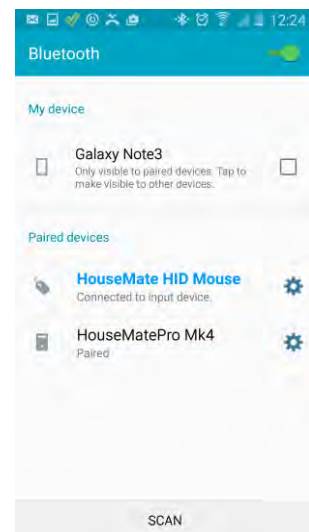 12:24
Bluetooth
My device
Galaxy Note3
Only visible to paired devices. Tap to
make visible to other devices.
Paired devices
HouseMate HID Mouse
Connected to input device.
HouseMatePro Mk4
Paired
SCAN